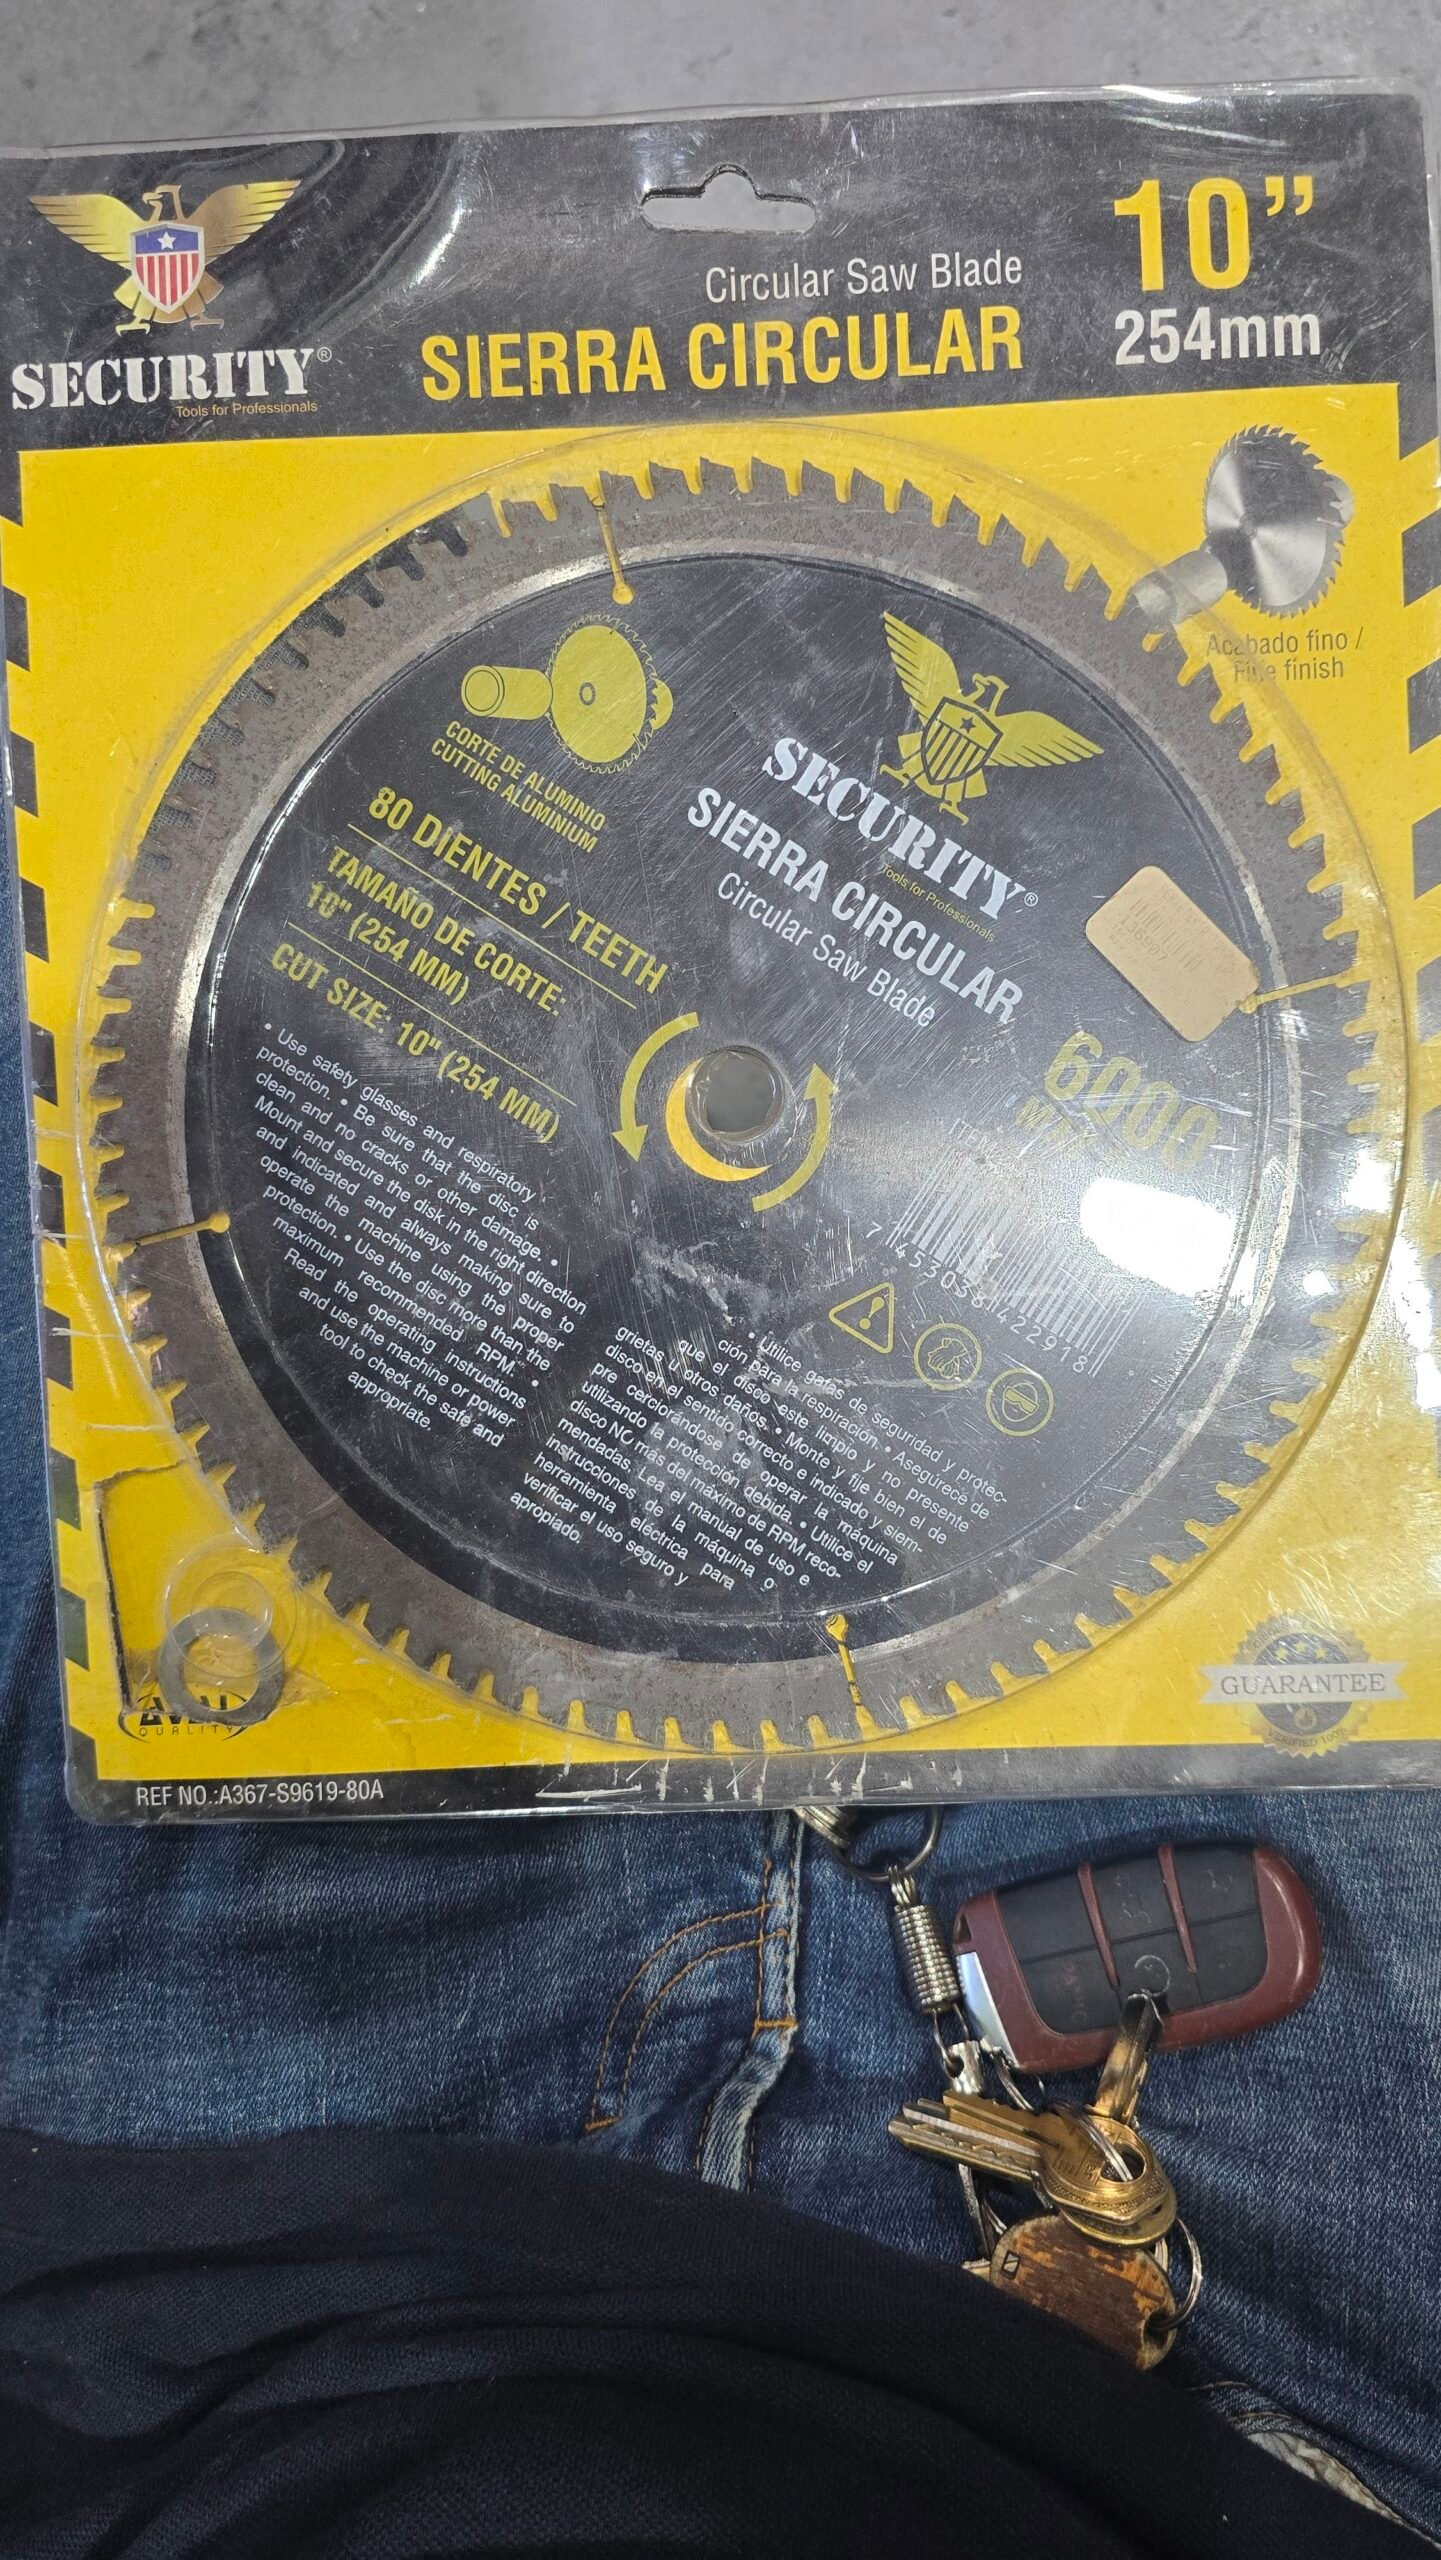 SECURITY®
Tools for Professionals
Circular Saw Blade
SIERRA CIRCULAR
10”
254mm
Acabado fino /
Fine finish
CORTE DE ALUMINIO
CUTTING ALUMINIUM
80 DIENTES / TEETH
TAMAÑO DE CORTE:
10" (254 MM)
CUT SIZE: 10" (254 MM)
SECURITY®
Tools for Professionals
SIERRA CIRCULAR
Circular Saw Blade
6000
7 453038 422918
• Use safety glasses and respiratory
protection. • Be sure that the disc is
clean and no cracks or other damage. •
Mount and secure the disk in the right direction
and indicated and always making sure to
operate the machine using the proper
protection. • Use the disc more than the
maximum recommended RPM. •
Read the operating instructions
and use the machine or power
tool to check the safe and
appropriate.
• Utilice gafas de seguridad y protec-
ción para la respiración. • Asegúrece de
que el disco este limpio y no presente
grietas u otros daños. • Monte y fije bien el de
disco en el sentido correcto e indicado y siem-
pre cerciorándose de operar la máquina
utilizando la protección debida. • Utilice el
disco NO más del máximo de RPM reco-
mendadas. Lea el manual de uso e
instrucciones de la máquina o
herramienta eléctrica para
verificar el uso seguro y
apropiado.
QUALITY
GUARANTEE
REF NO.:A367-S9619-80A